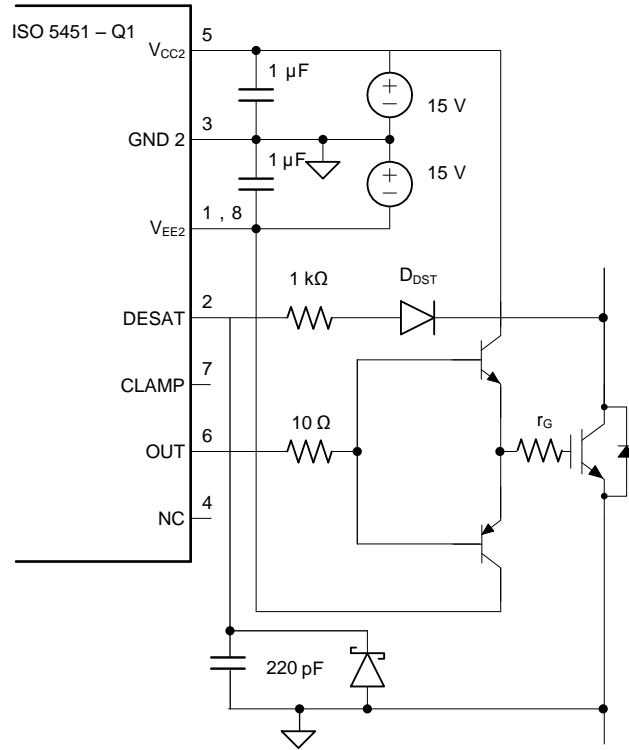 ISO 5451 – Q1
5
VCC2
1 µF
15 V
3
GND 2
1 µF
15 V
1 , 8
VEE2
1 kΩ
DDST
2
DESAT
7
CLAMP
10 Ω
rG
6
OUT
4
NC
220 pF